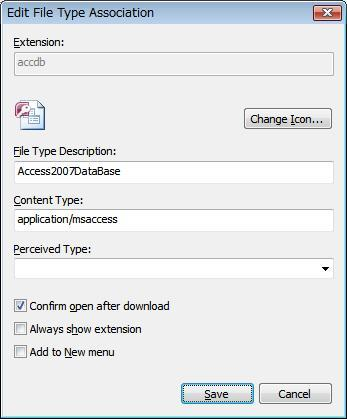 Edit File Type Association
Extension:
accdb
Change Icon...
File Type Description:
Access2007DataBase
Content Type:
application/msaccess
Perceived Type:
Confirm open after download
Always show extension
Add to New menu
Save
Cancel